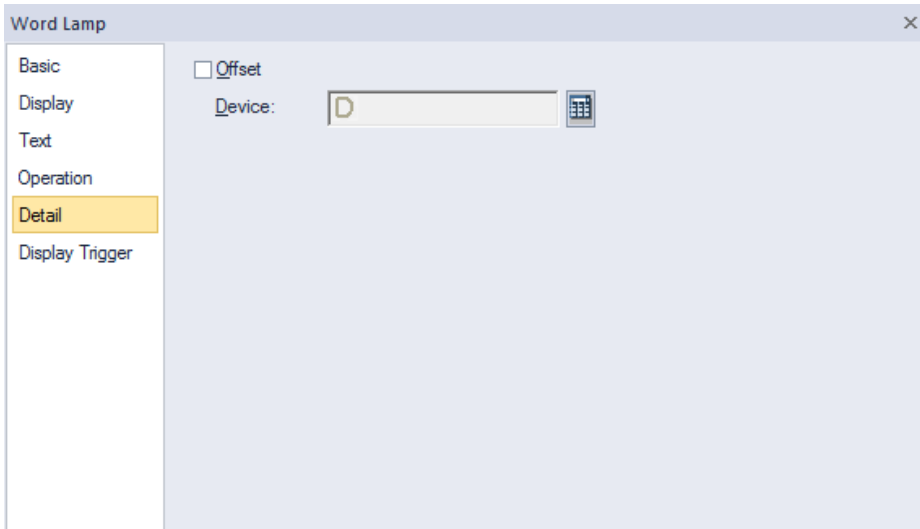 Word Lamp
Basic
Display
Text
Operation
Detail
Display Trigger
Offset
Device:
D